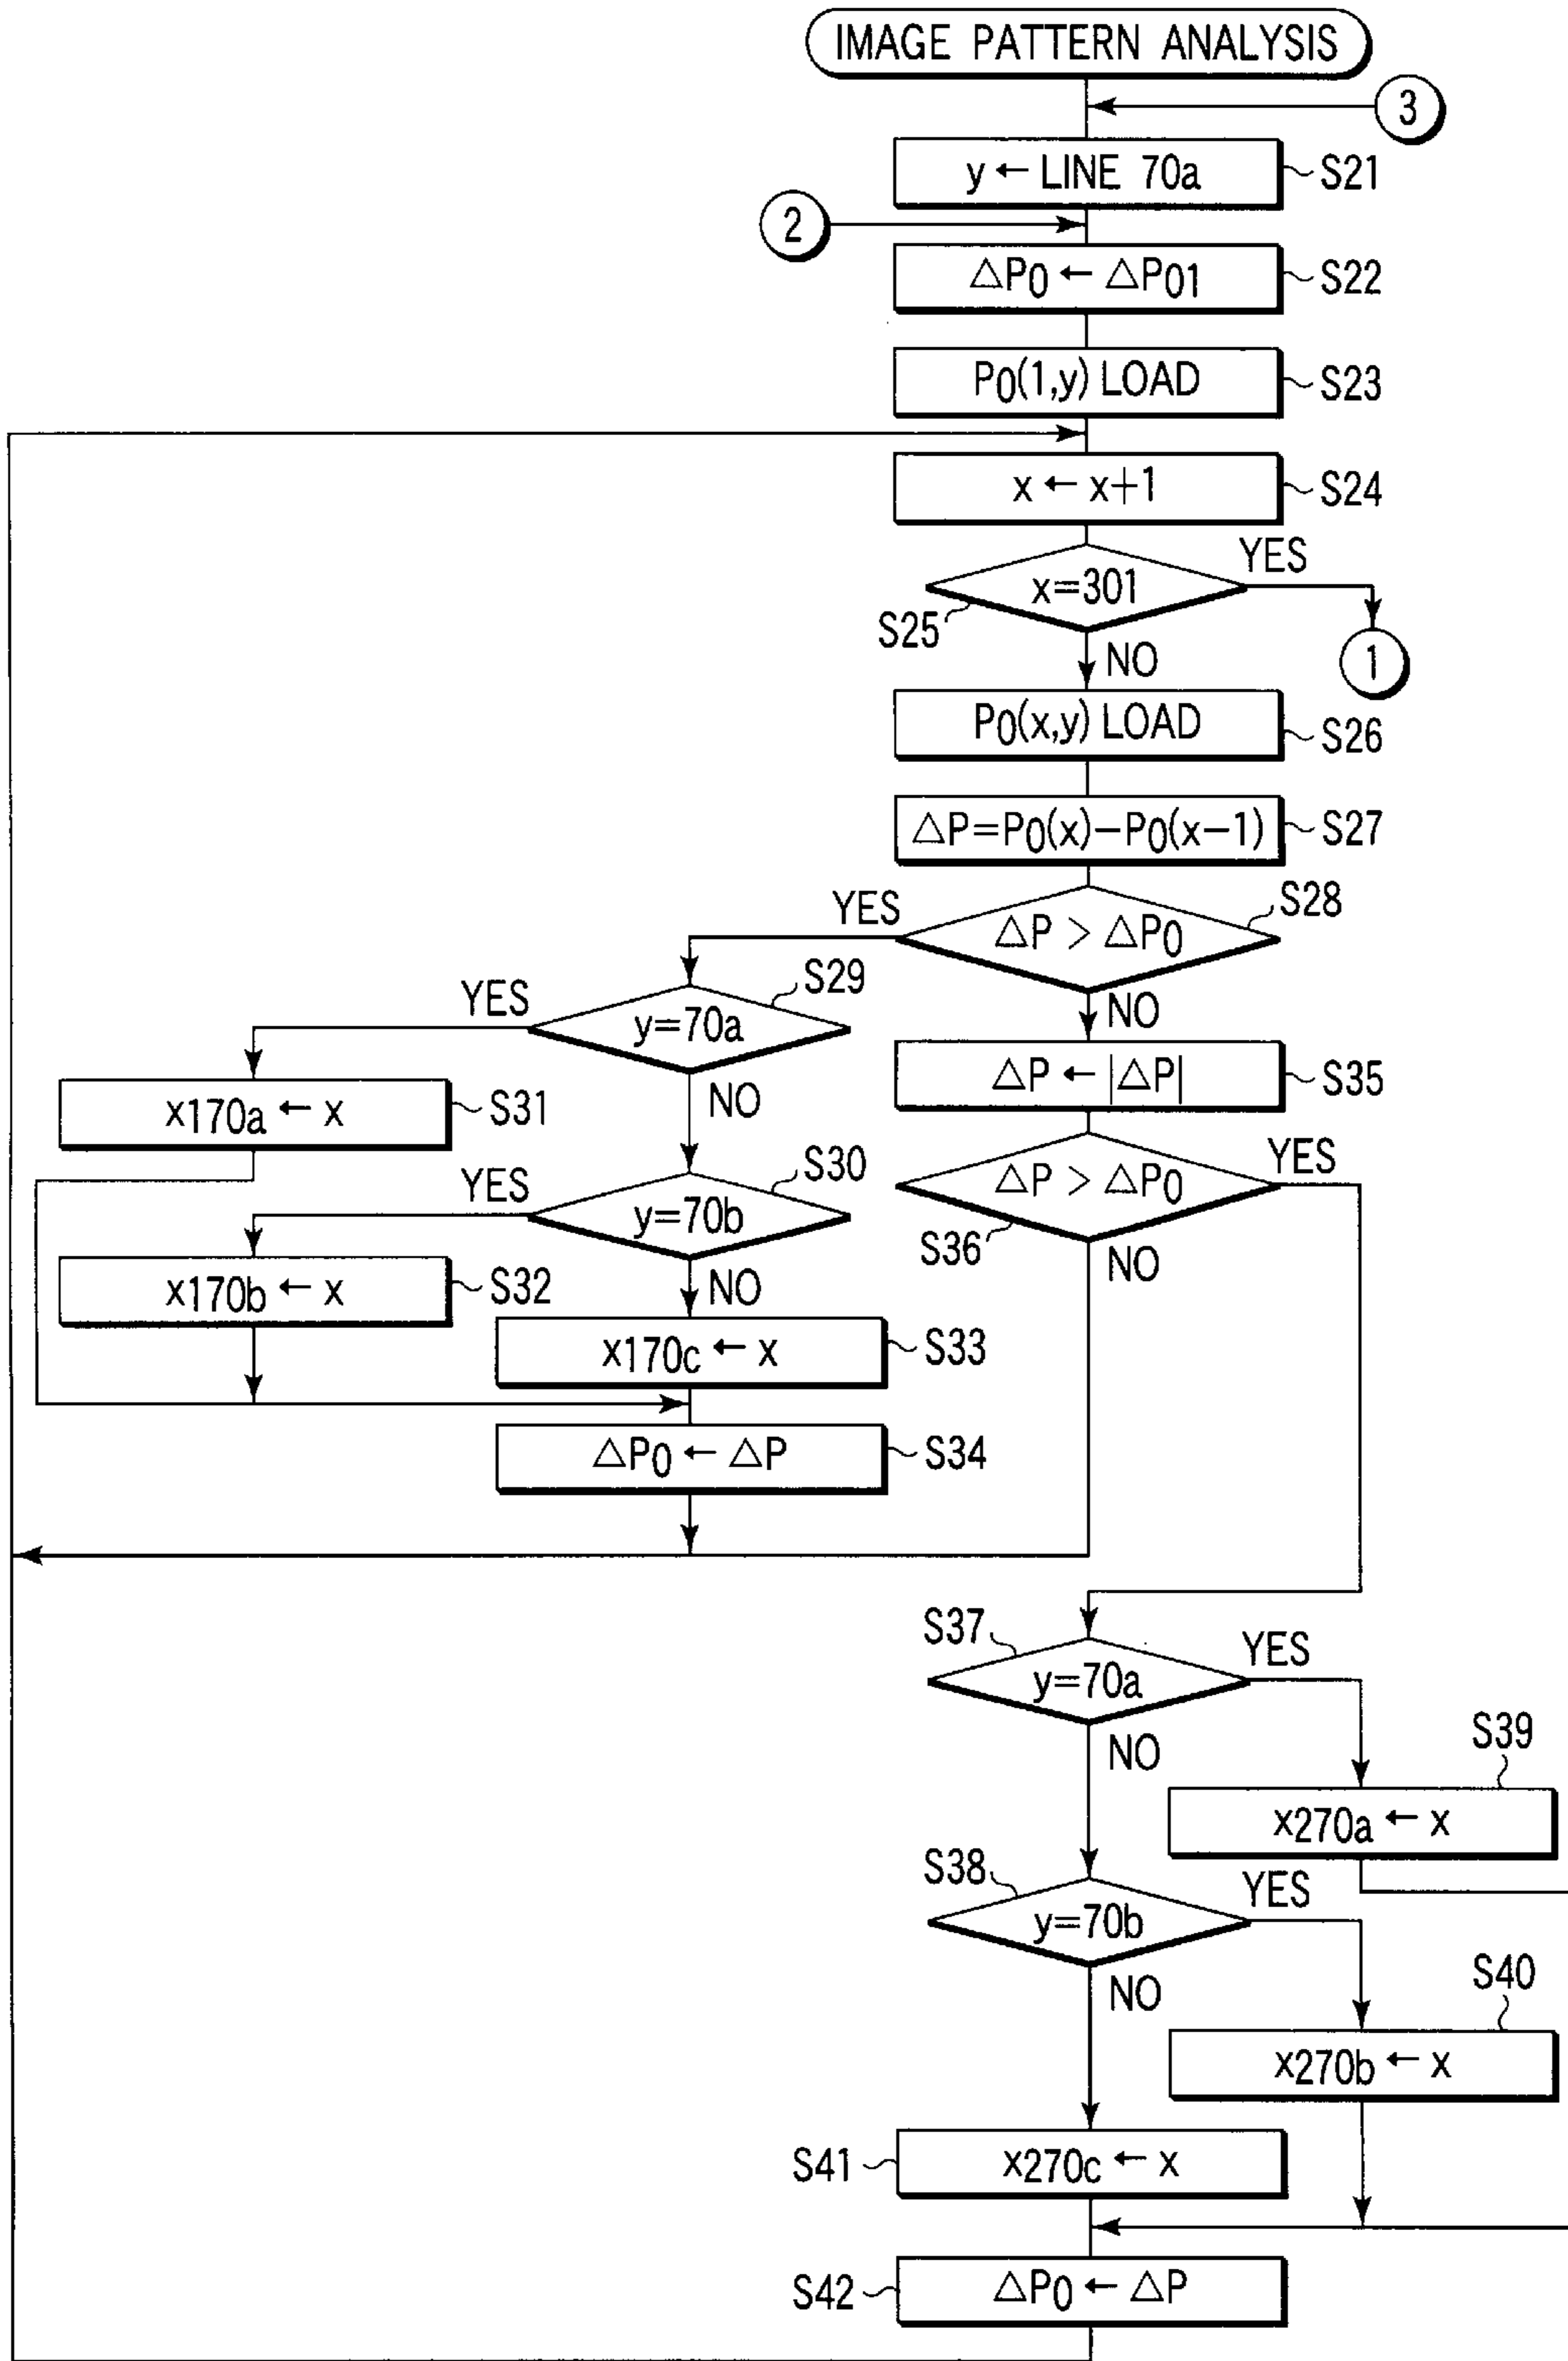 IMAGE PATTERN ANALYSIS
3
y ← LINE 70a
S21
2
△P0 ← △P01
S22
P0(1,y) LOAD
S23
x ← x+1
S24
x=301
YES
S25
NO
1
P0(x,y) LOAD
S26
△P=P0(x)−P0(x−1)
S27
△P > △P0
S28
YES
NO
y=70a
S29
YES
NO
△P ← |△P|
S35
x170a ← x
S31
y=70b
S30
YES
NO
△P > △P0
YES
S36
NO
x170b ← x
S32
x170c ← x
S33
△P0 ← △P
S34
S37
y=70a
YES
NO
S39
x270a ← x
S38
y=70b
YES
NO
S40
x270b ← x
S41
x270c ← x
S42
△P0 ← △P